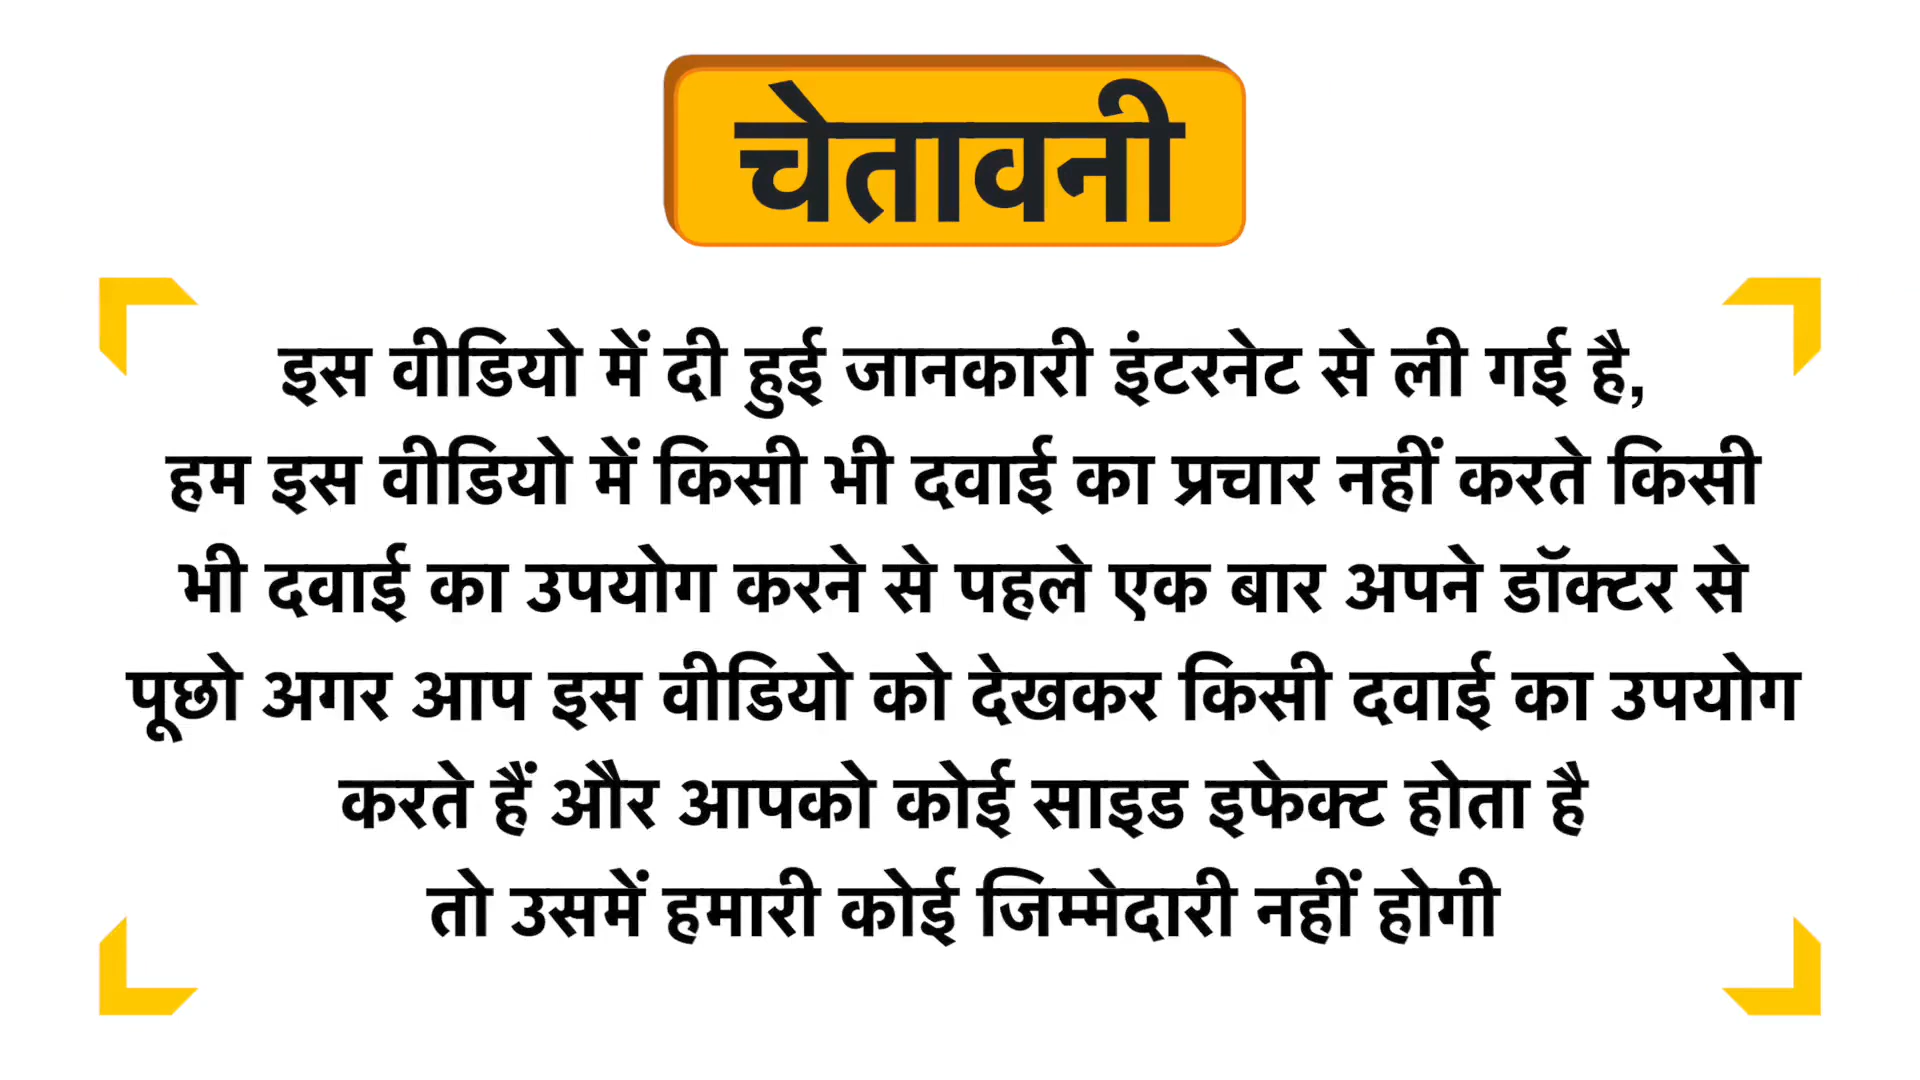 चेतावनी
इस वीडियो में दी हुई जानकारी इंटरनेट से ली गई है,
हम इस वीडियो में किसी भी दवाई का प्रचार नहीं करते किसी
भी दवाई का उपयोग करने से पहले एक बार अपने डॉक्टर से
पूछो अगर आप इस वीडियो को देखकर किसी दवाई का उपयोग
करते हैं और आपको कोई साइड इफेक्ट होता है
तो उसमें हमारी कोई जिम्मेदारी नहीं होगी